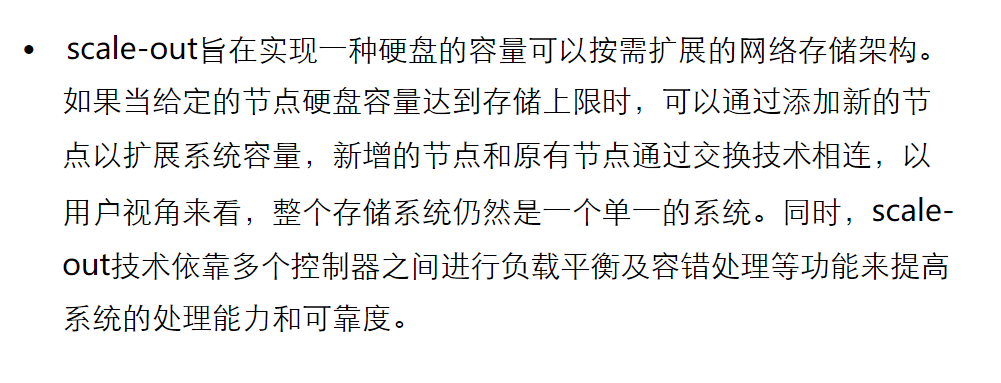 • scale-out旨在实现一种硬盘的容量可以按需扩展的网络存储架构。
如果当给定的节点硬盘容量达到存储上限时，可以通过添加新的节
点以扩展系统容量，新增的节点和原有节点通过交换技术相连，以
用户视角来看，整个存储系统仍然是一个单一的系统。同时，scale-
out技术依靠多个控制器之间进行负载平衡及容错处理等功能来提高
系统的处理能力和可靠度。